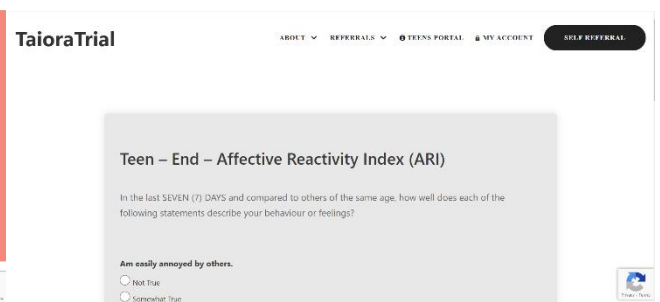 TaioraTrial
ABOUT REFERRALS TEENS PORTAL MY ACCOUNT SELF REFERRAL
Teen – End – Affective Reactivity Index (ARI)
In the last SEVEN (7) DAYS and compared to others of the same age, how well does each of the
following statements describe your behaviour or feelings?
Am easily annoyed by others.
Not True
Somewhat True